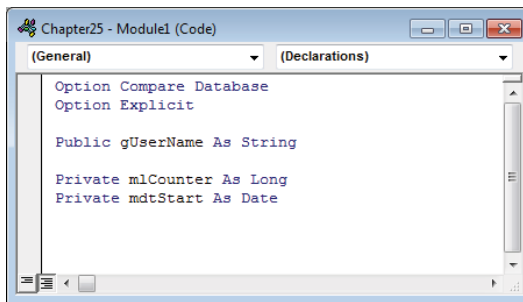 Chapter25 - Module1 (Code)
(General) (Declarations)
Option Compare Database
Option Explicit
Public gUserName As String
Private mlCounter As Long
Private mdtStart As Date